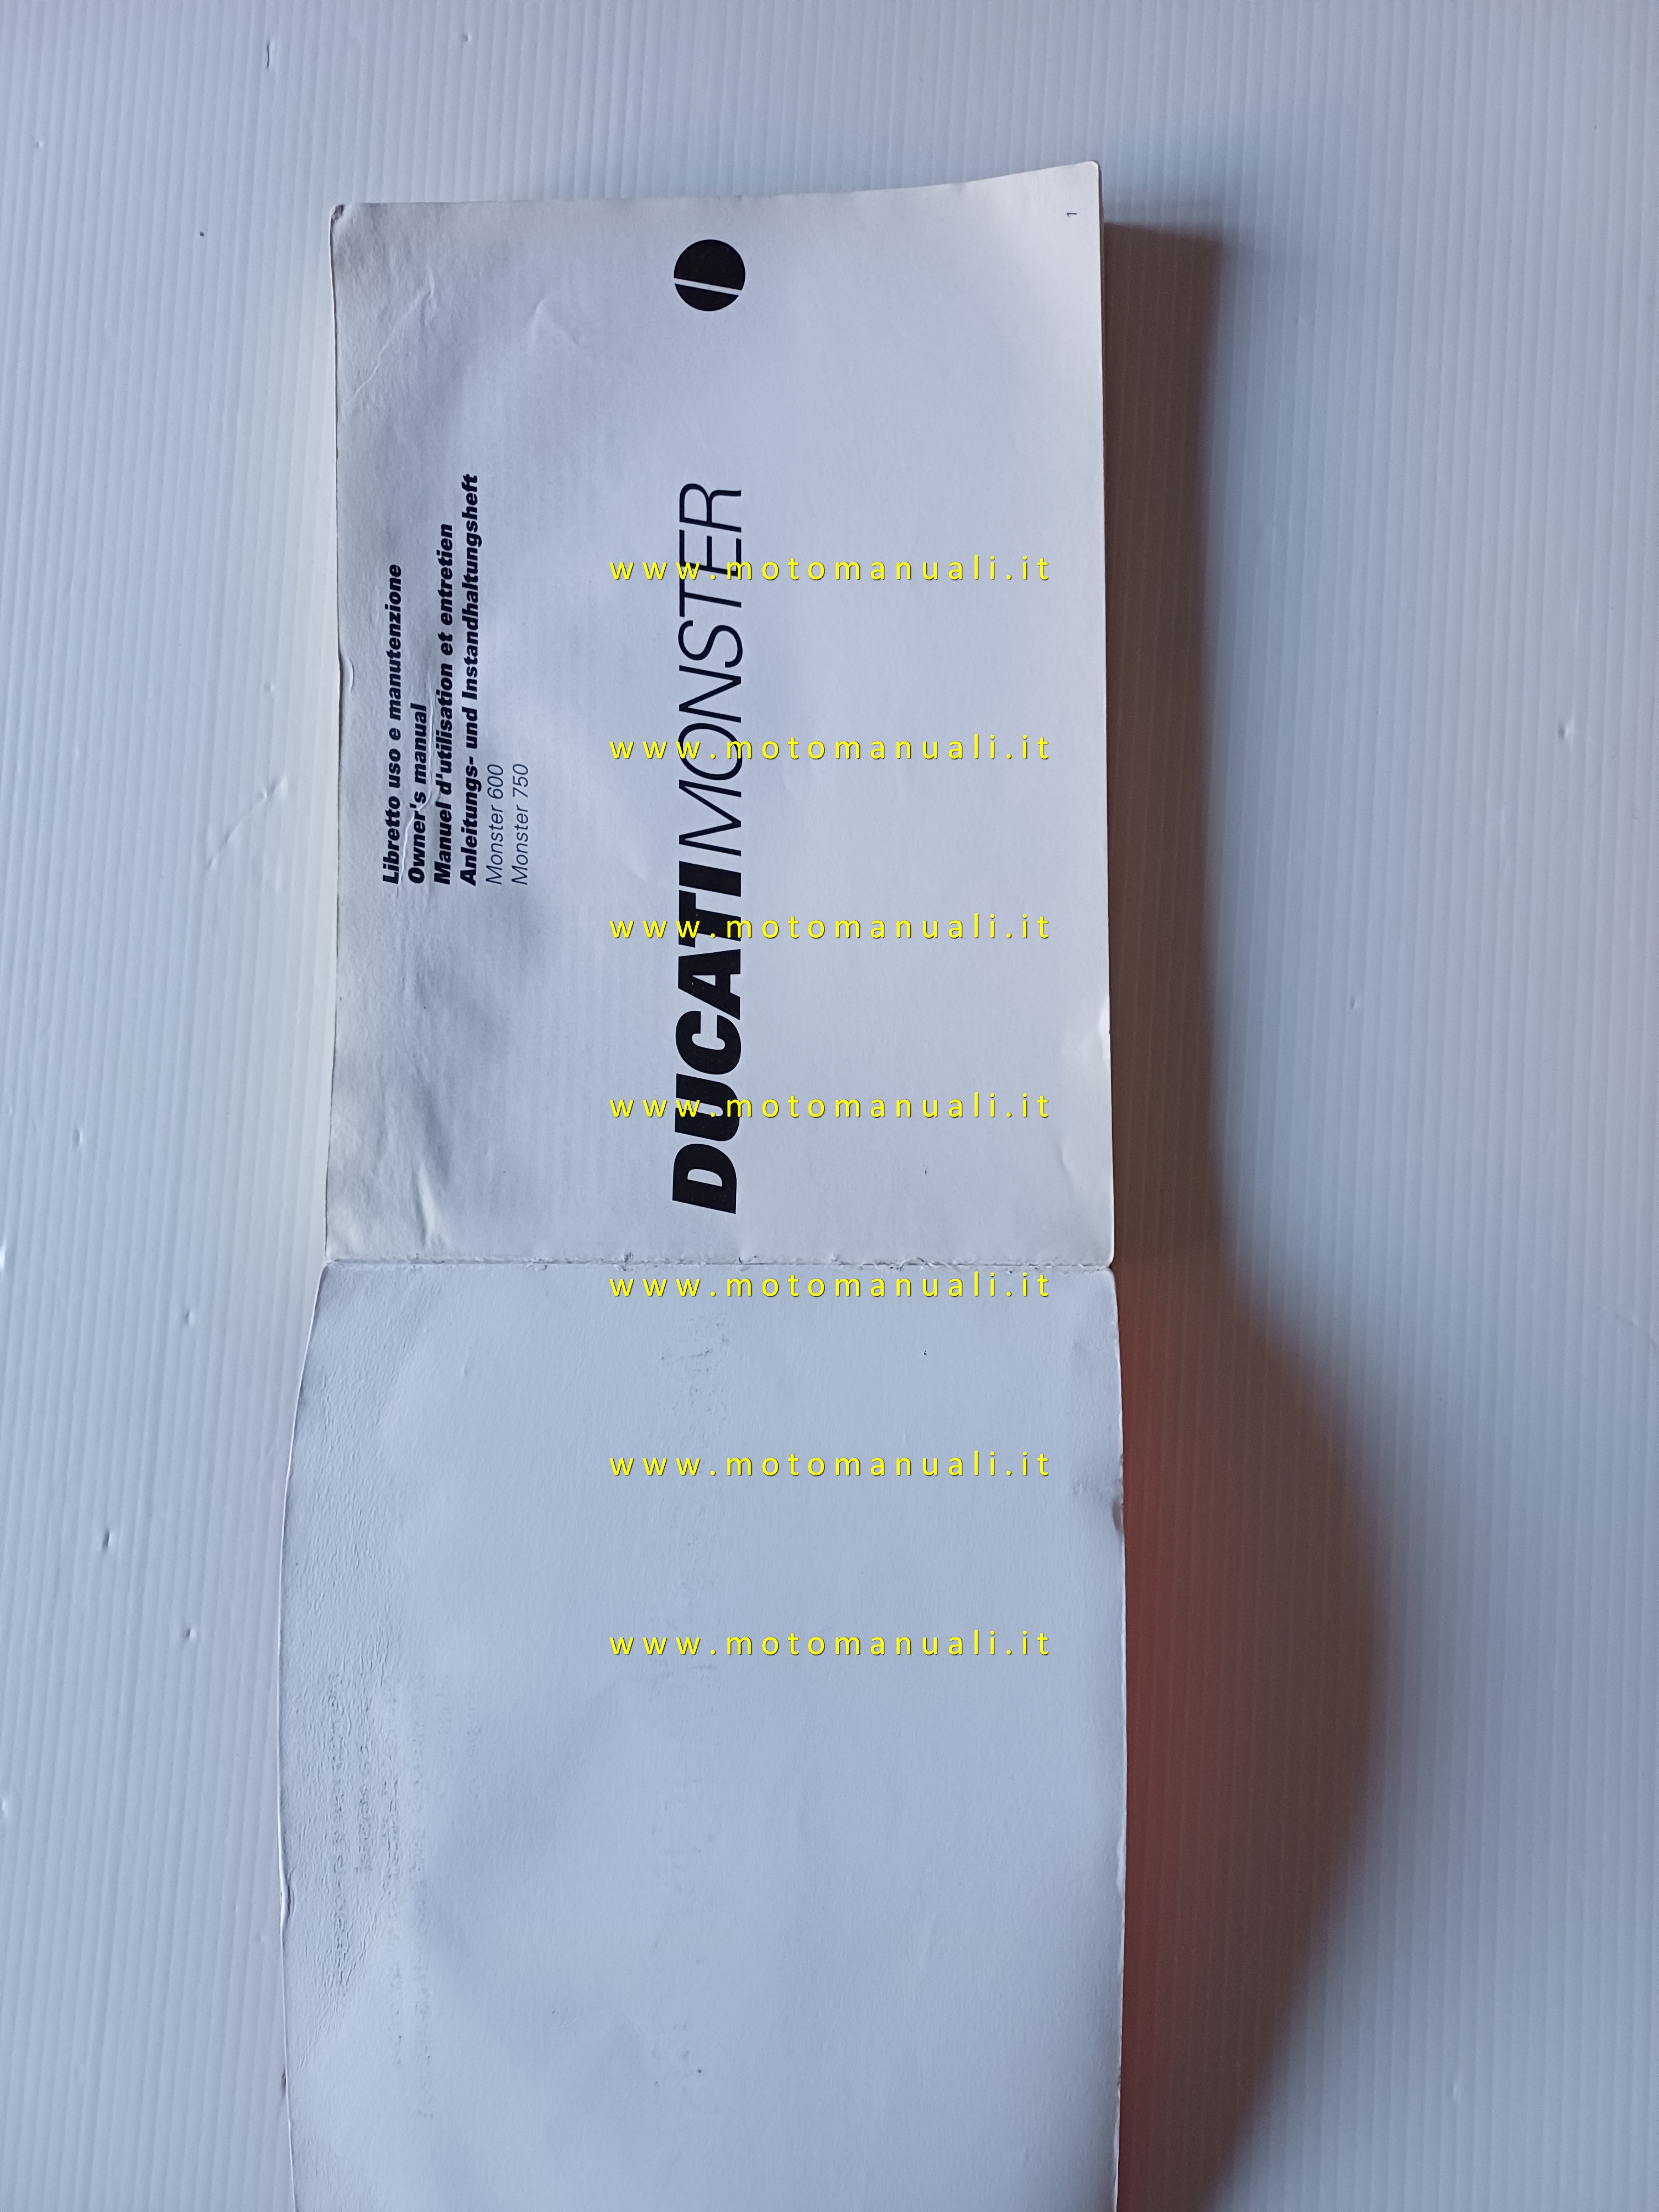 Libretto uso e manutenzione
Owner's manual
Manuel d'utilisation et entretien
Anleitungs- und Instandhaltungsheft
Monster 600
Monster 750
DUCATIMONSTER
1
www.motomanuali.it
www.motomanuali.it
www.motomanuali.it
www.motomanuali.it
www.motomanuali.it
www.motomanuali.it
www.motomanuali.it